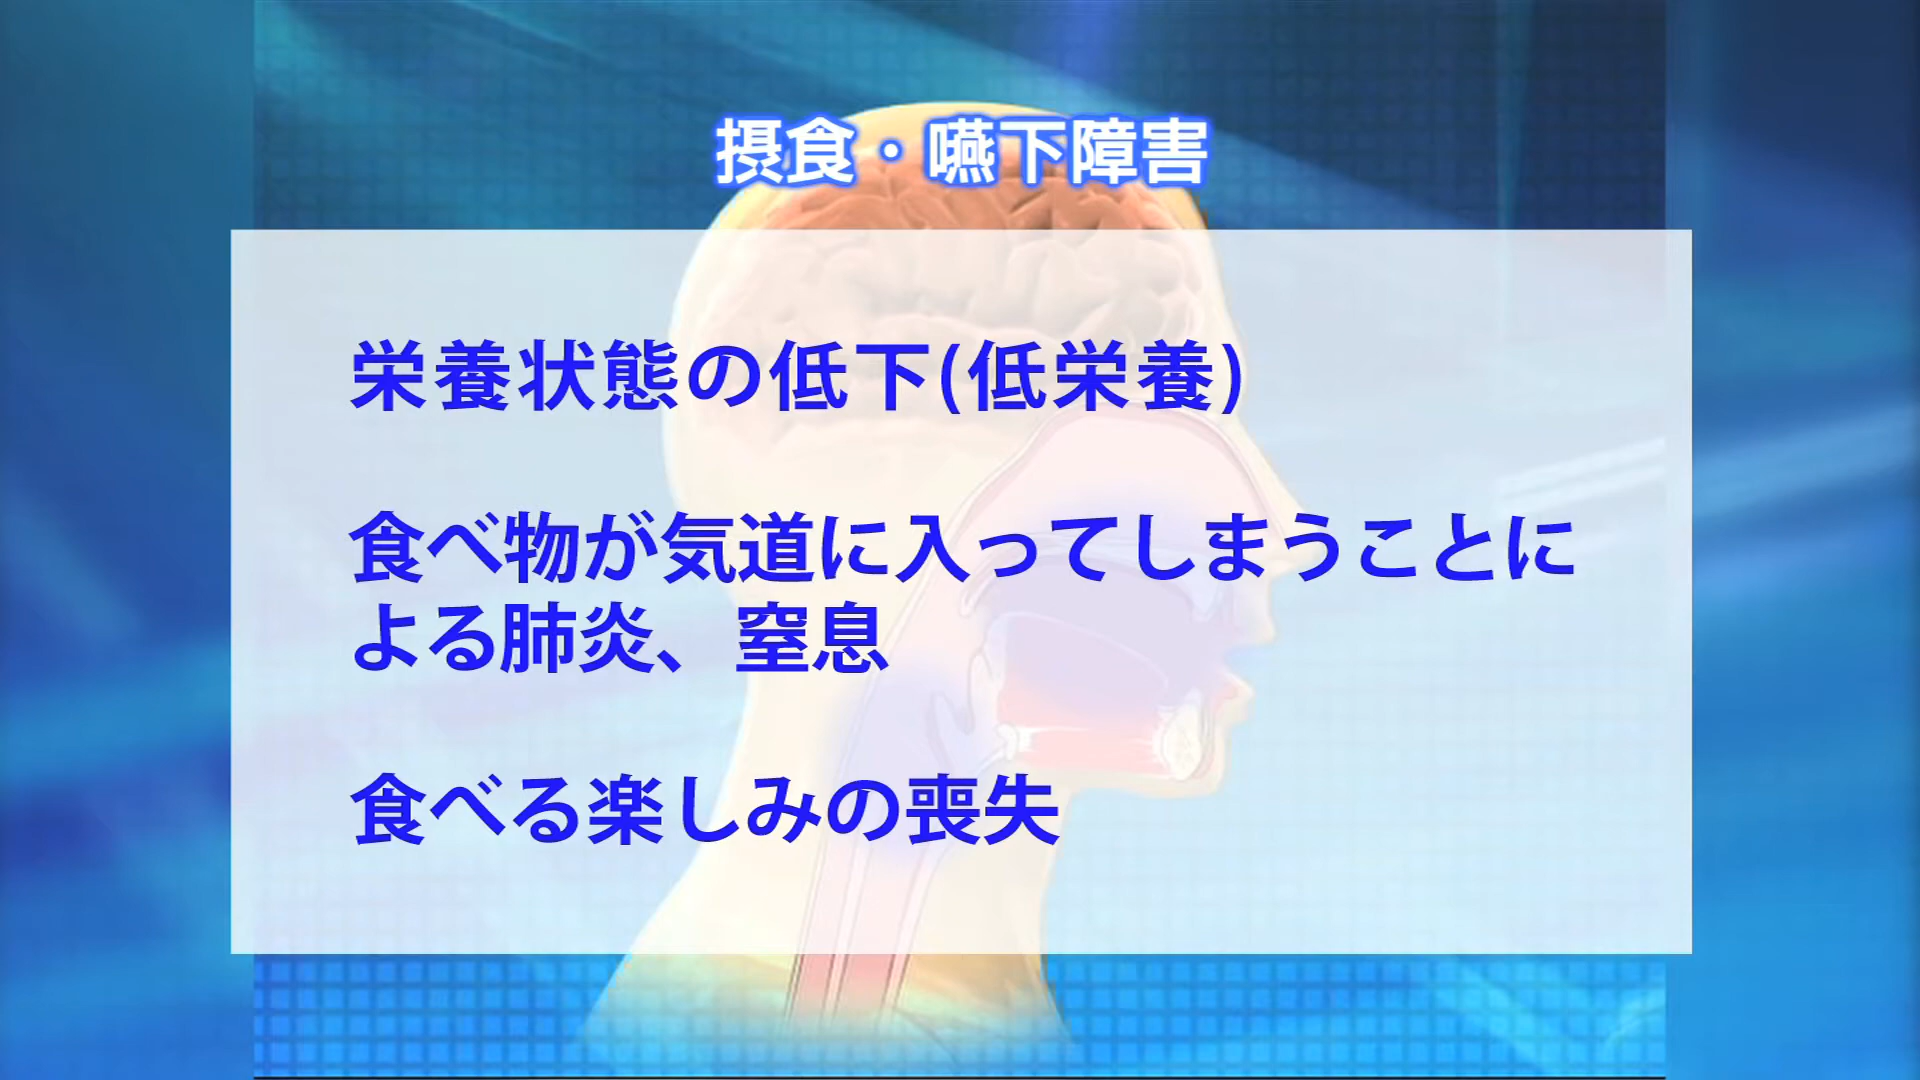 摂食・嚥下障害
栄養状態の低下(低栄養)
食べ物が気道に入ってしまうことに
よる肺炎、窒息
食べる楽しみの喪失